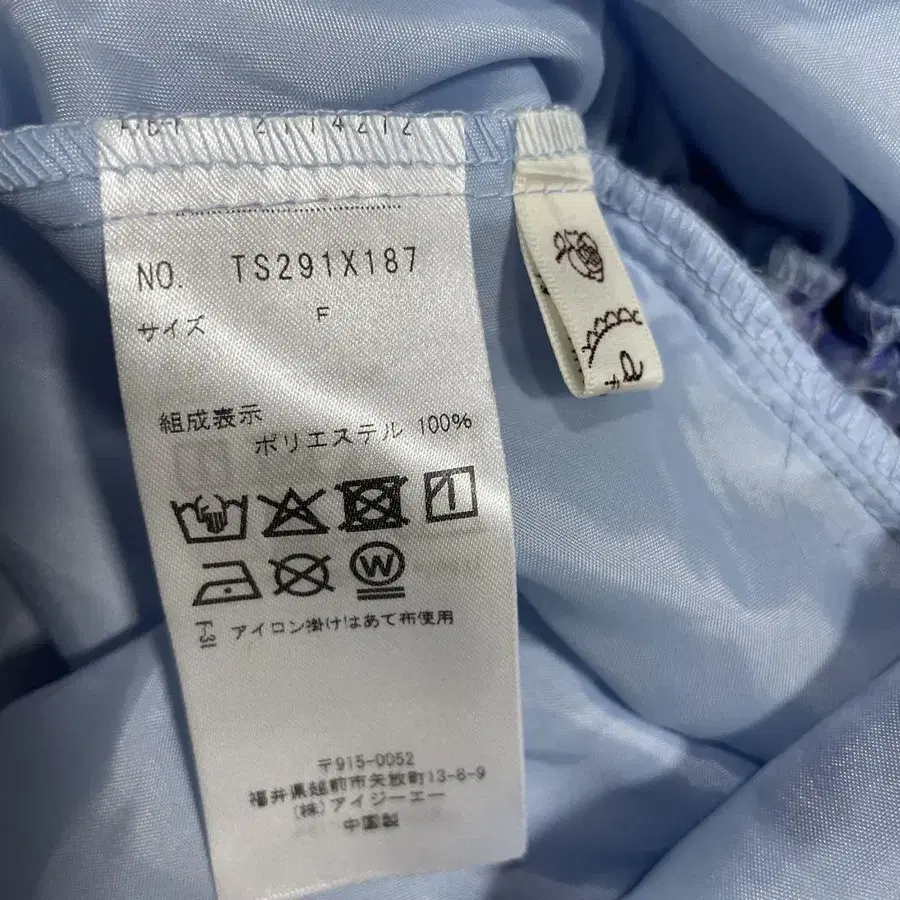 NO. TS291X187
サイズ F
組成表示
ポリエステル 100%
W
アイロン掛けはあて布使用
〒915-0052
福井県越前市矢放町13-8-9
(株)アイジーエー
中国製